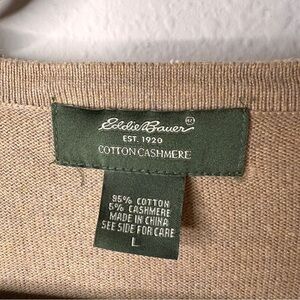 Eddie Bauer
EST. 1920
COTTON CASHMERE
95% COTTON
5% CASHMERE
MADE IN CHINA
SEE SIDE FOR CARE
L